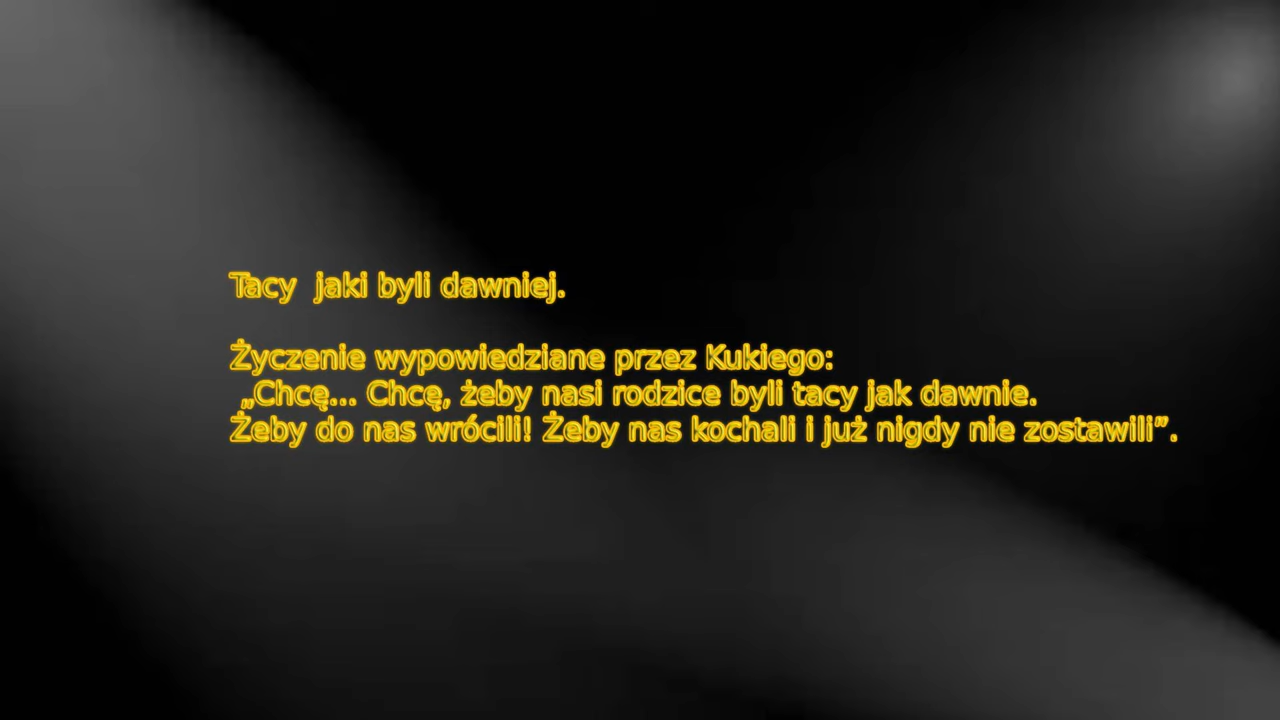 Tacy  jaki byli dawniej.
Życzenie wypowiedziane przez Kukiego:
„Chcę... Chcę, żeby nasi rodzice byli tacy jak dawnie.
Żeby do nas wrócili! Żeby nas kochali i już nigdy nie zostawili”.